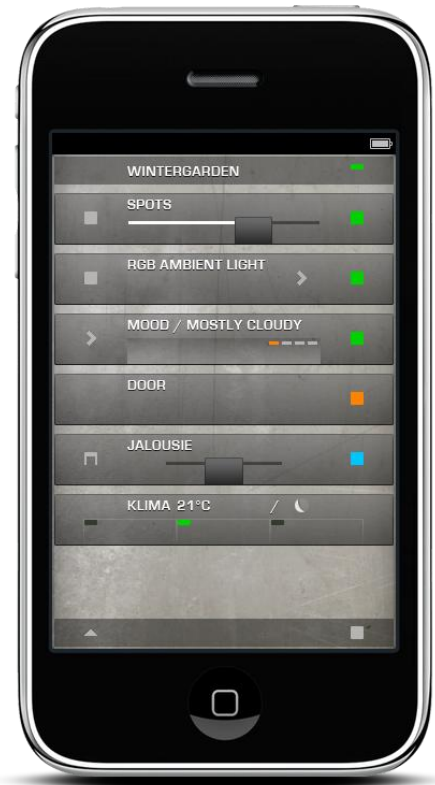 WINTERGARDEN
SPOTS
RGB AMBIENT LIGHT
MOOD / MOSTLY CLOUDY
DOOR
JALOUSIE
KLIMA 21°C /